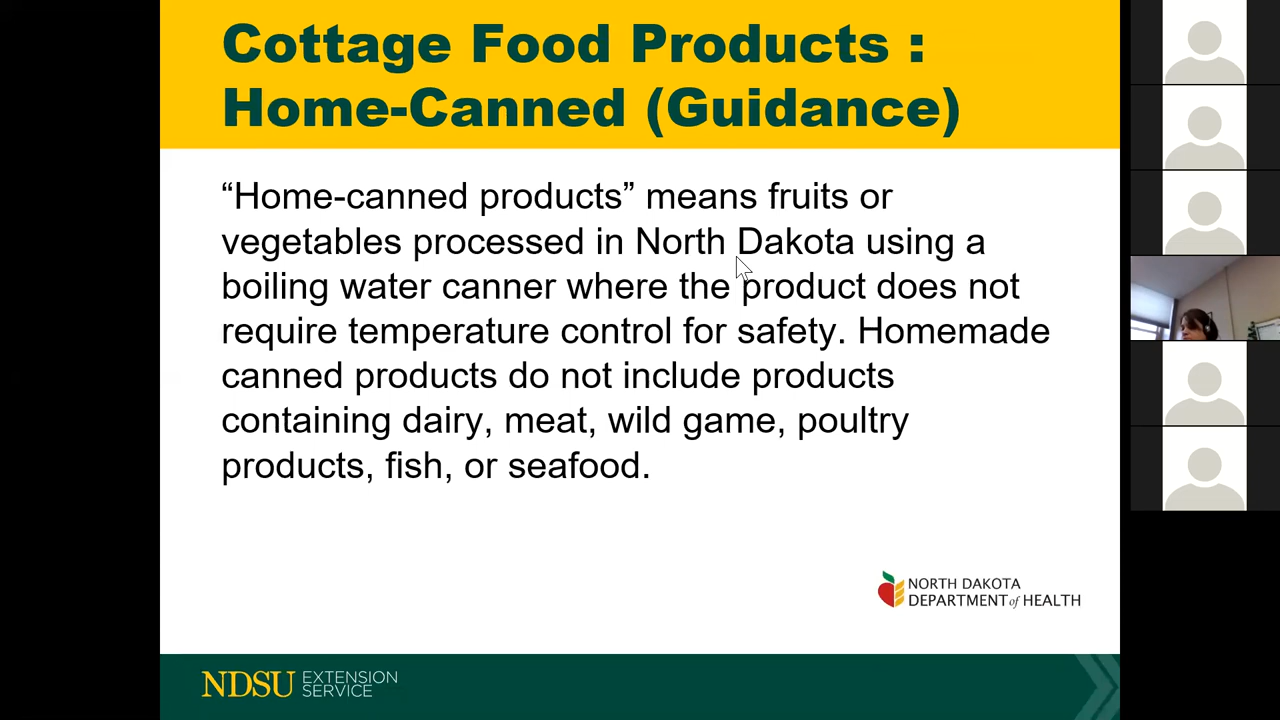 Cottage Food Products :
Home-Canned (Guidance)
“Home-canned products” means fruits or
vegetables processed in North Dakota using a
boiling water canner where the product does not
require temperature control for safety. Homemade
canned products do not include products
containing dairy, meat, wild game, poultry
products, fish, or seafood.
NORTH DAKOTA
DEPARTMENT of HEALTH
NDSU EXTENSION
SERVICE